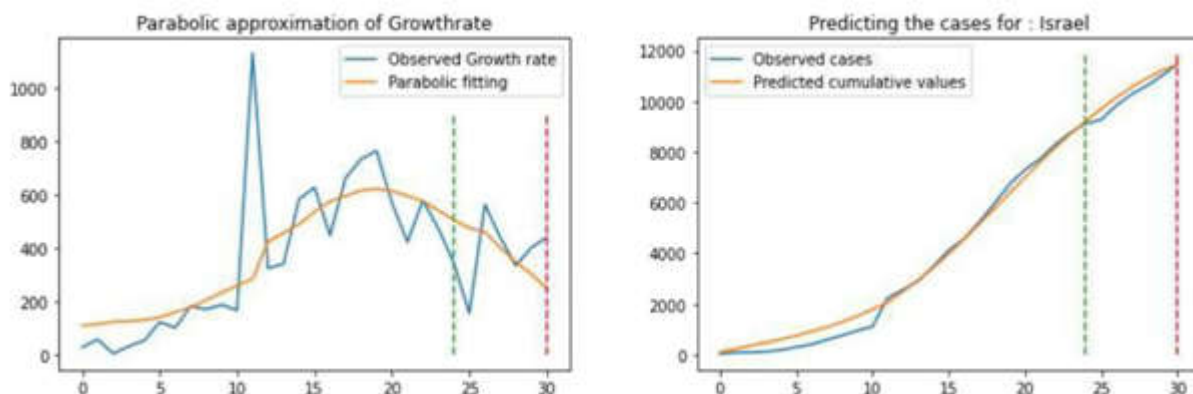 Parabolic approximation of Growthrate
Observed Growth rate
Parabolic fitting
1000
800
600
400
200
0
0 5 10 15 20 25 30
Predicting the cases for : Israel
Observed cases
Predicted cumulative values
12000
10000
8000
6000
4000
2000
0
0 5 10 15 20 25 30